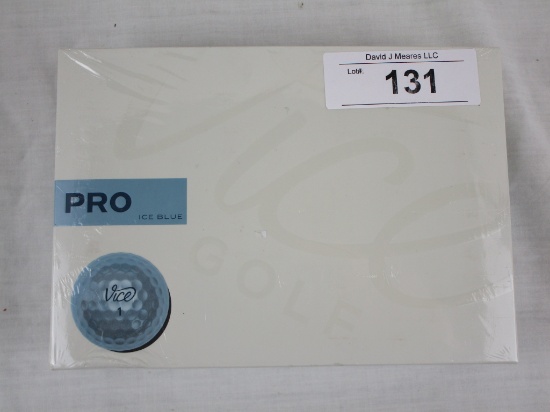 David J Meares LLC
Lot#:
131
Vice
GOLF
PRO
ICE BLUE
Vice
1